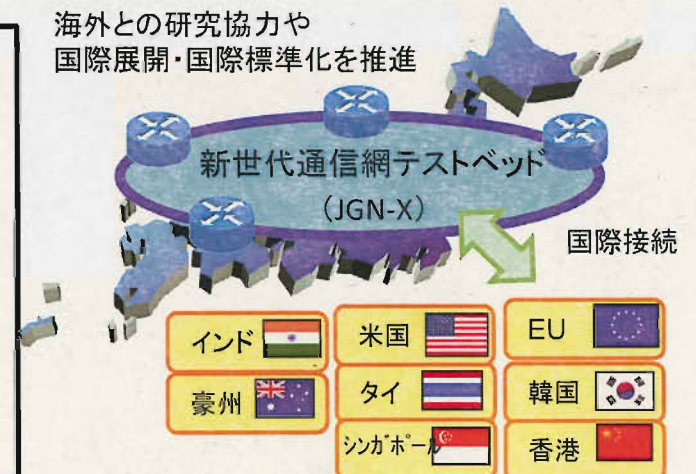 海外との研究協力や
国際展開・国際標準化を推進
新世代通信網テストベッド
(JGN-X)
国際接続
インド
米国
EU
豪州
タイ
韓国
シンガポール
香港